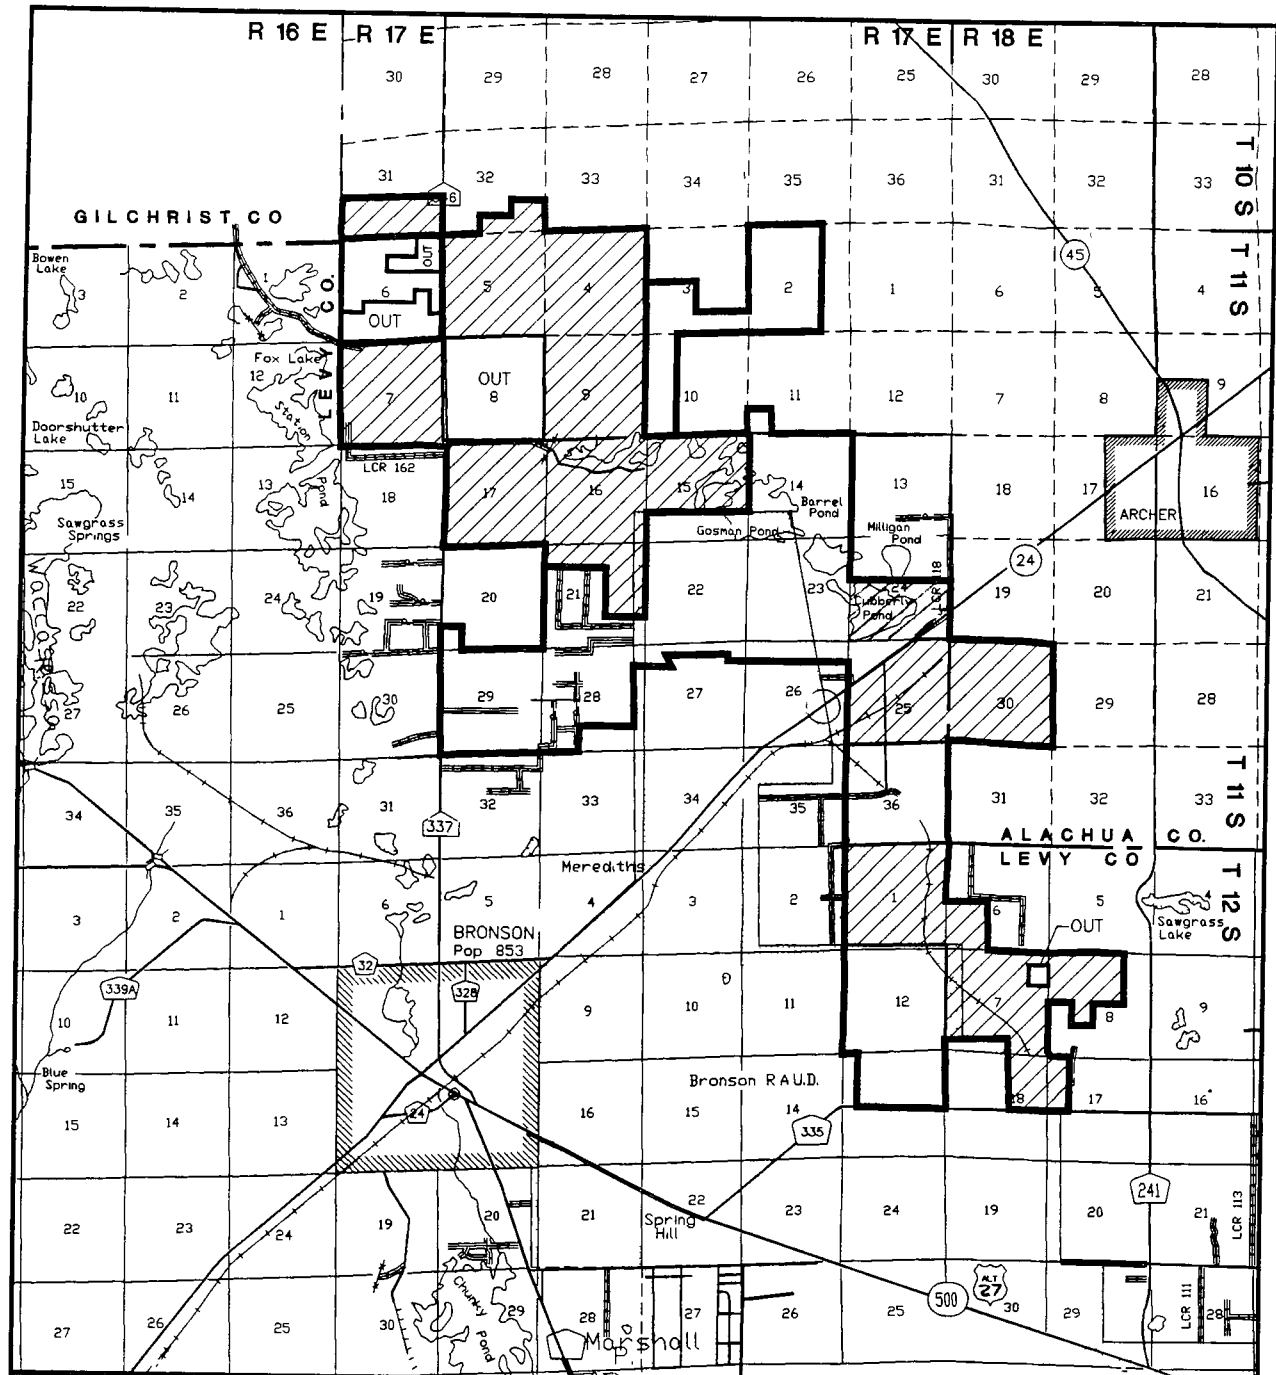 R 16 E R 17 E R 17 E R 18 E
30 29 28 27 26 25 30 29 28
T 10 S
31 32 33 34 35 36 31 32 33
GILCHRIST CO
T 11 S
Bowen
Lake
OUT
45
3 2 1 6 5 4 3 2 1 6 5 4
LEVY CO.
OUT
Fox Lake
10 11 12 7 8 9 10 11 12 7 8 9
OUT
Doorshutter
Lake
Station
Pond
LCR 162
15 14 13 18 17 16 15 14 13 18 17 16
Barrel
Pond
ARCHER
Sawgrass
Springs
Gosman Pond
Milligan
Pond
24
LCR 118
22 23 24 19 20 21 22 23 24 19 20 21
Pond
27 26 25 30 29 28 27 26 25 30 29 28
34 35 36 31 32 33 34 35 36 31 32 33
T 11 S
337
ALACHUA CO.
LEVY CO
Merediths
T 12 S
3 2 1 6 5 4 3 2 1 6 5 4
Sawgrass
Lake
OUT
BRONSON
Pop 853
32
339A
328
10 11 12 9 10 11 12 7 8 9
Blue
Spring
Bronson R.A.U.D.
24
15 14 13 16 15 14 18 17 16
335
241
22 23 24 19 20 21 22 23 24 19 20 21
Spring
Hill
LCR 113
Chunky
Pond
500
ALT
27
LCR 111
27 26 25 30 29 28 27 26 25 30 29 28
Marshall